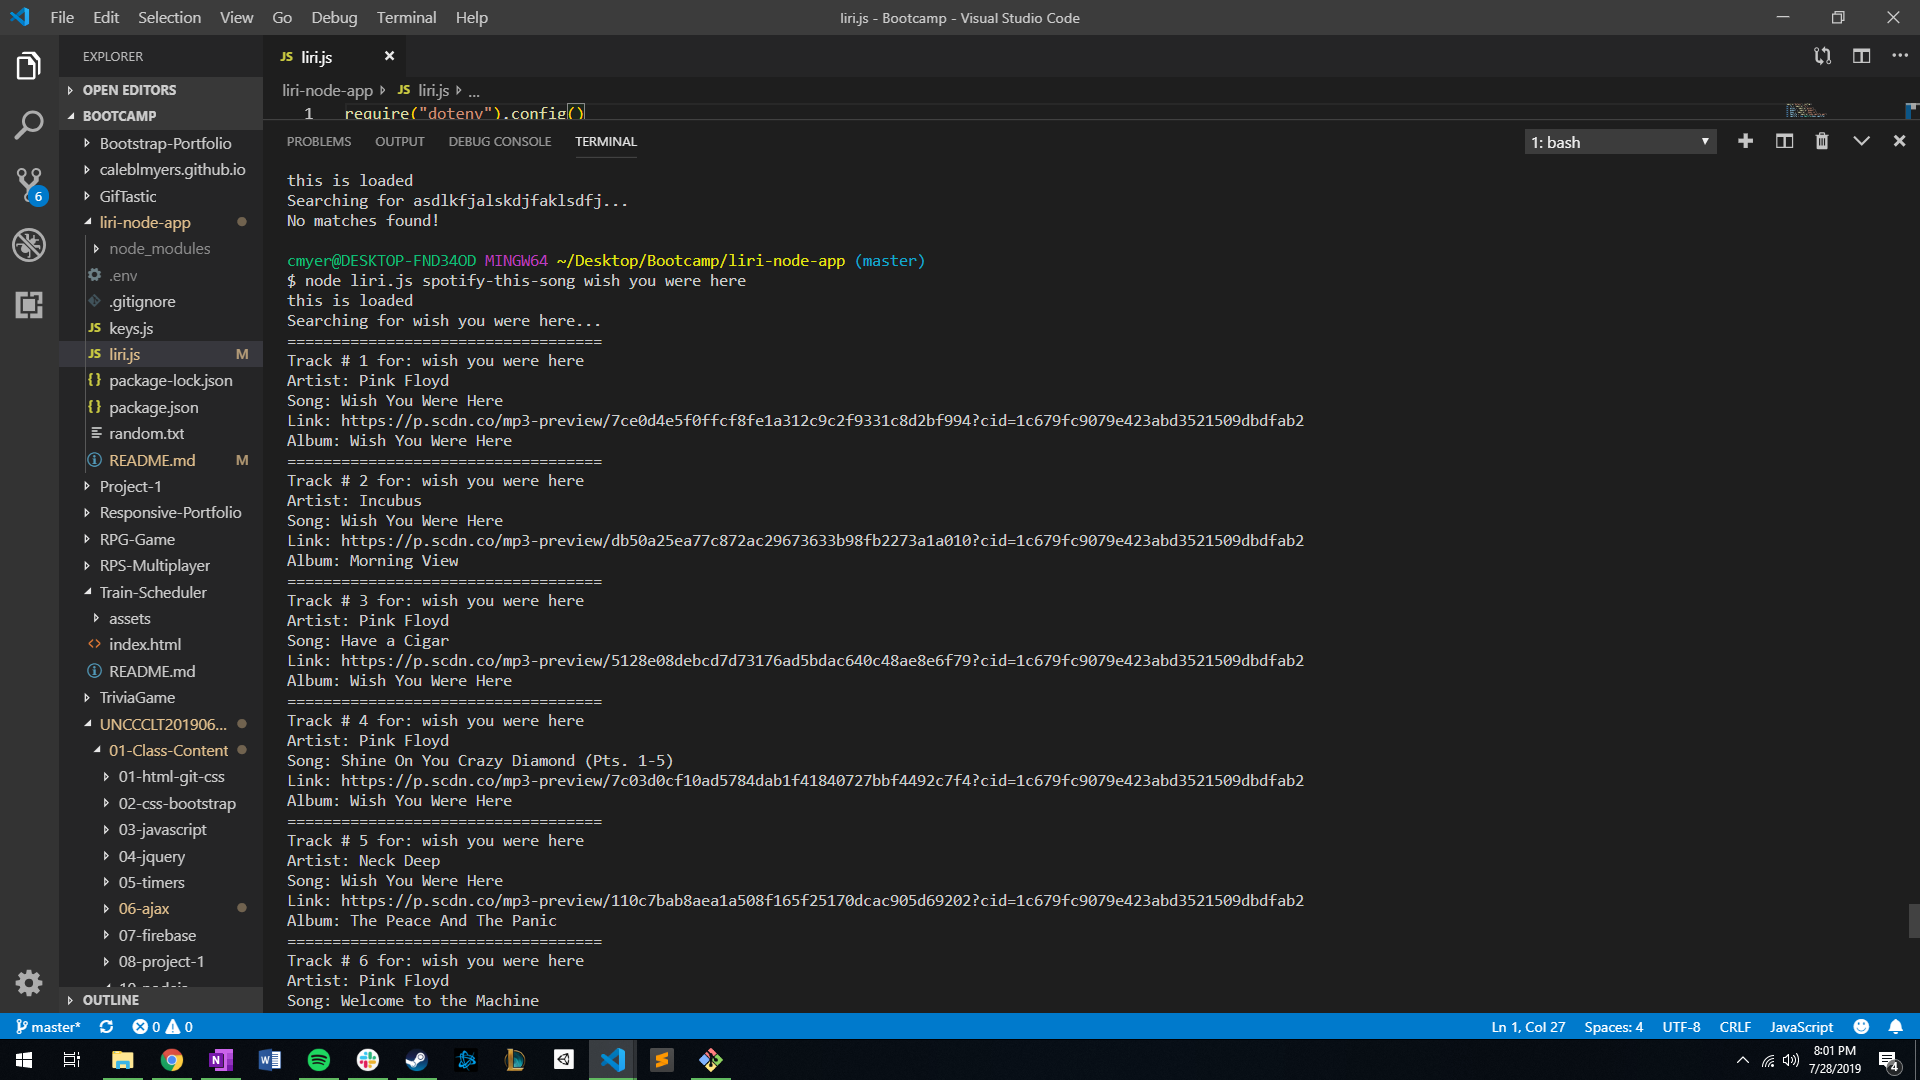 File Edit Selection View Go Debug Terminal Help
liri.js - Bootcamp - Visual Studio Code
EXPLORER
OPEN EDITORS
BOOTCAMP
Bootstrap-Portfolio
caleblmyers.github.io
GifTastic
liri-node-app
node_modules
.env
.gitignore
JS keys.js
JS liri.js M
{} package-lock.json
{} package.json
random.txt
README.md M
Project-1
Responsive-Portfolio
RPG-Game
RPS-Multiplayer
Train-Scheduler
assets
<> index.html
README.md
TriviaGame
UNCCCLT201906...
01-Class-Content
01-html-git-css
02-css-bootstrap
03-javascript
04-jquery
05-timers
06-ajax
07-firebase
08-project-1
OUTLINE
6
JS liri.js
liri-node-app JS liri.js ...
1 require("dotenv").config()
PROBLEMS OUTPUT DEBUG CONSOLE TERMINAL
1: bash
this is loaded
Searching for asdlkfjalskdjfaklsdfj...
No matches found!
cmyer@DESKTOP-FND34OD MINGW64 ~/Desktop/Bootcamp/liri-node-app (master)
$ node liri.js spotify-this-song wish you were here
this is loaded
Searching for wish you were here...
===================================
Track # 1 for: wish you were here
Artist: Pink Floyd
Song: Wish You Were Here
Link: https://p.scdn.co/mp3-preview/7ce0d4e5f0ffcf8fe1a312c9c2f9331c8d2bf994?cid=1c679fc9079e423abd3521509dbdfab2
Album: Wish You Were Here
===================================
Track # 2 for: wish you were here
Artist: Incubus
Song: Wish You Were Here
Link: https://p.scdn.co/mp3-preview/db50a25ea77c872ac29673633b98fb2273a1a010?cid=1c679fc9079e423abd3521509dbdfab2
Album: Morning View
===================================
Track # 3 for: wish you were here
Artist: Pink Floyd
Song: Have a Cigar
Link: https://p.scdn.co/mp3-preview/5128e08debcd7d73176ad5bdac640c48ae8e6f79?cid=1c679fc9079e423abd3521509dbdfab2
Album: Wish You Were Here
===================================
Track # 4 for: wish you were here
Artist: Pink Floyd
Song: Shine On You Crazy Diamond (Pts. 1-5)
Link: https://p.scdn.co/mp3-preview/7c03d0cf10ad5784dab1f41840727bbf4492c7f4?cid=1c679fc9079e423abd3521509dbdfab2
Album: Wish You Were Here
===================================
Track # 5 for: wish you were here
Artist: Neck Deep
Song: Wish You Were Here
Link: https://p.scdn.co/mp3-preview/110c7bab8aea1a508f165f25170dcac905d69202?cid=1c679fc9079e423abd3521509dbdfab2
Album: The Peace And The Panic
===================================
Track # 6 for: wish you were here
Artist: Pink Floyd
Song: Welcome to the Machine
master* 0 0
Ln 1, Col 27 Spaces: 4 UTF-8 CRLF JavaScript
8:01 PM
7/28/2019
4